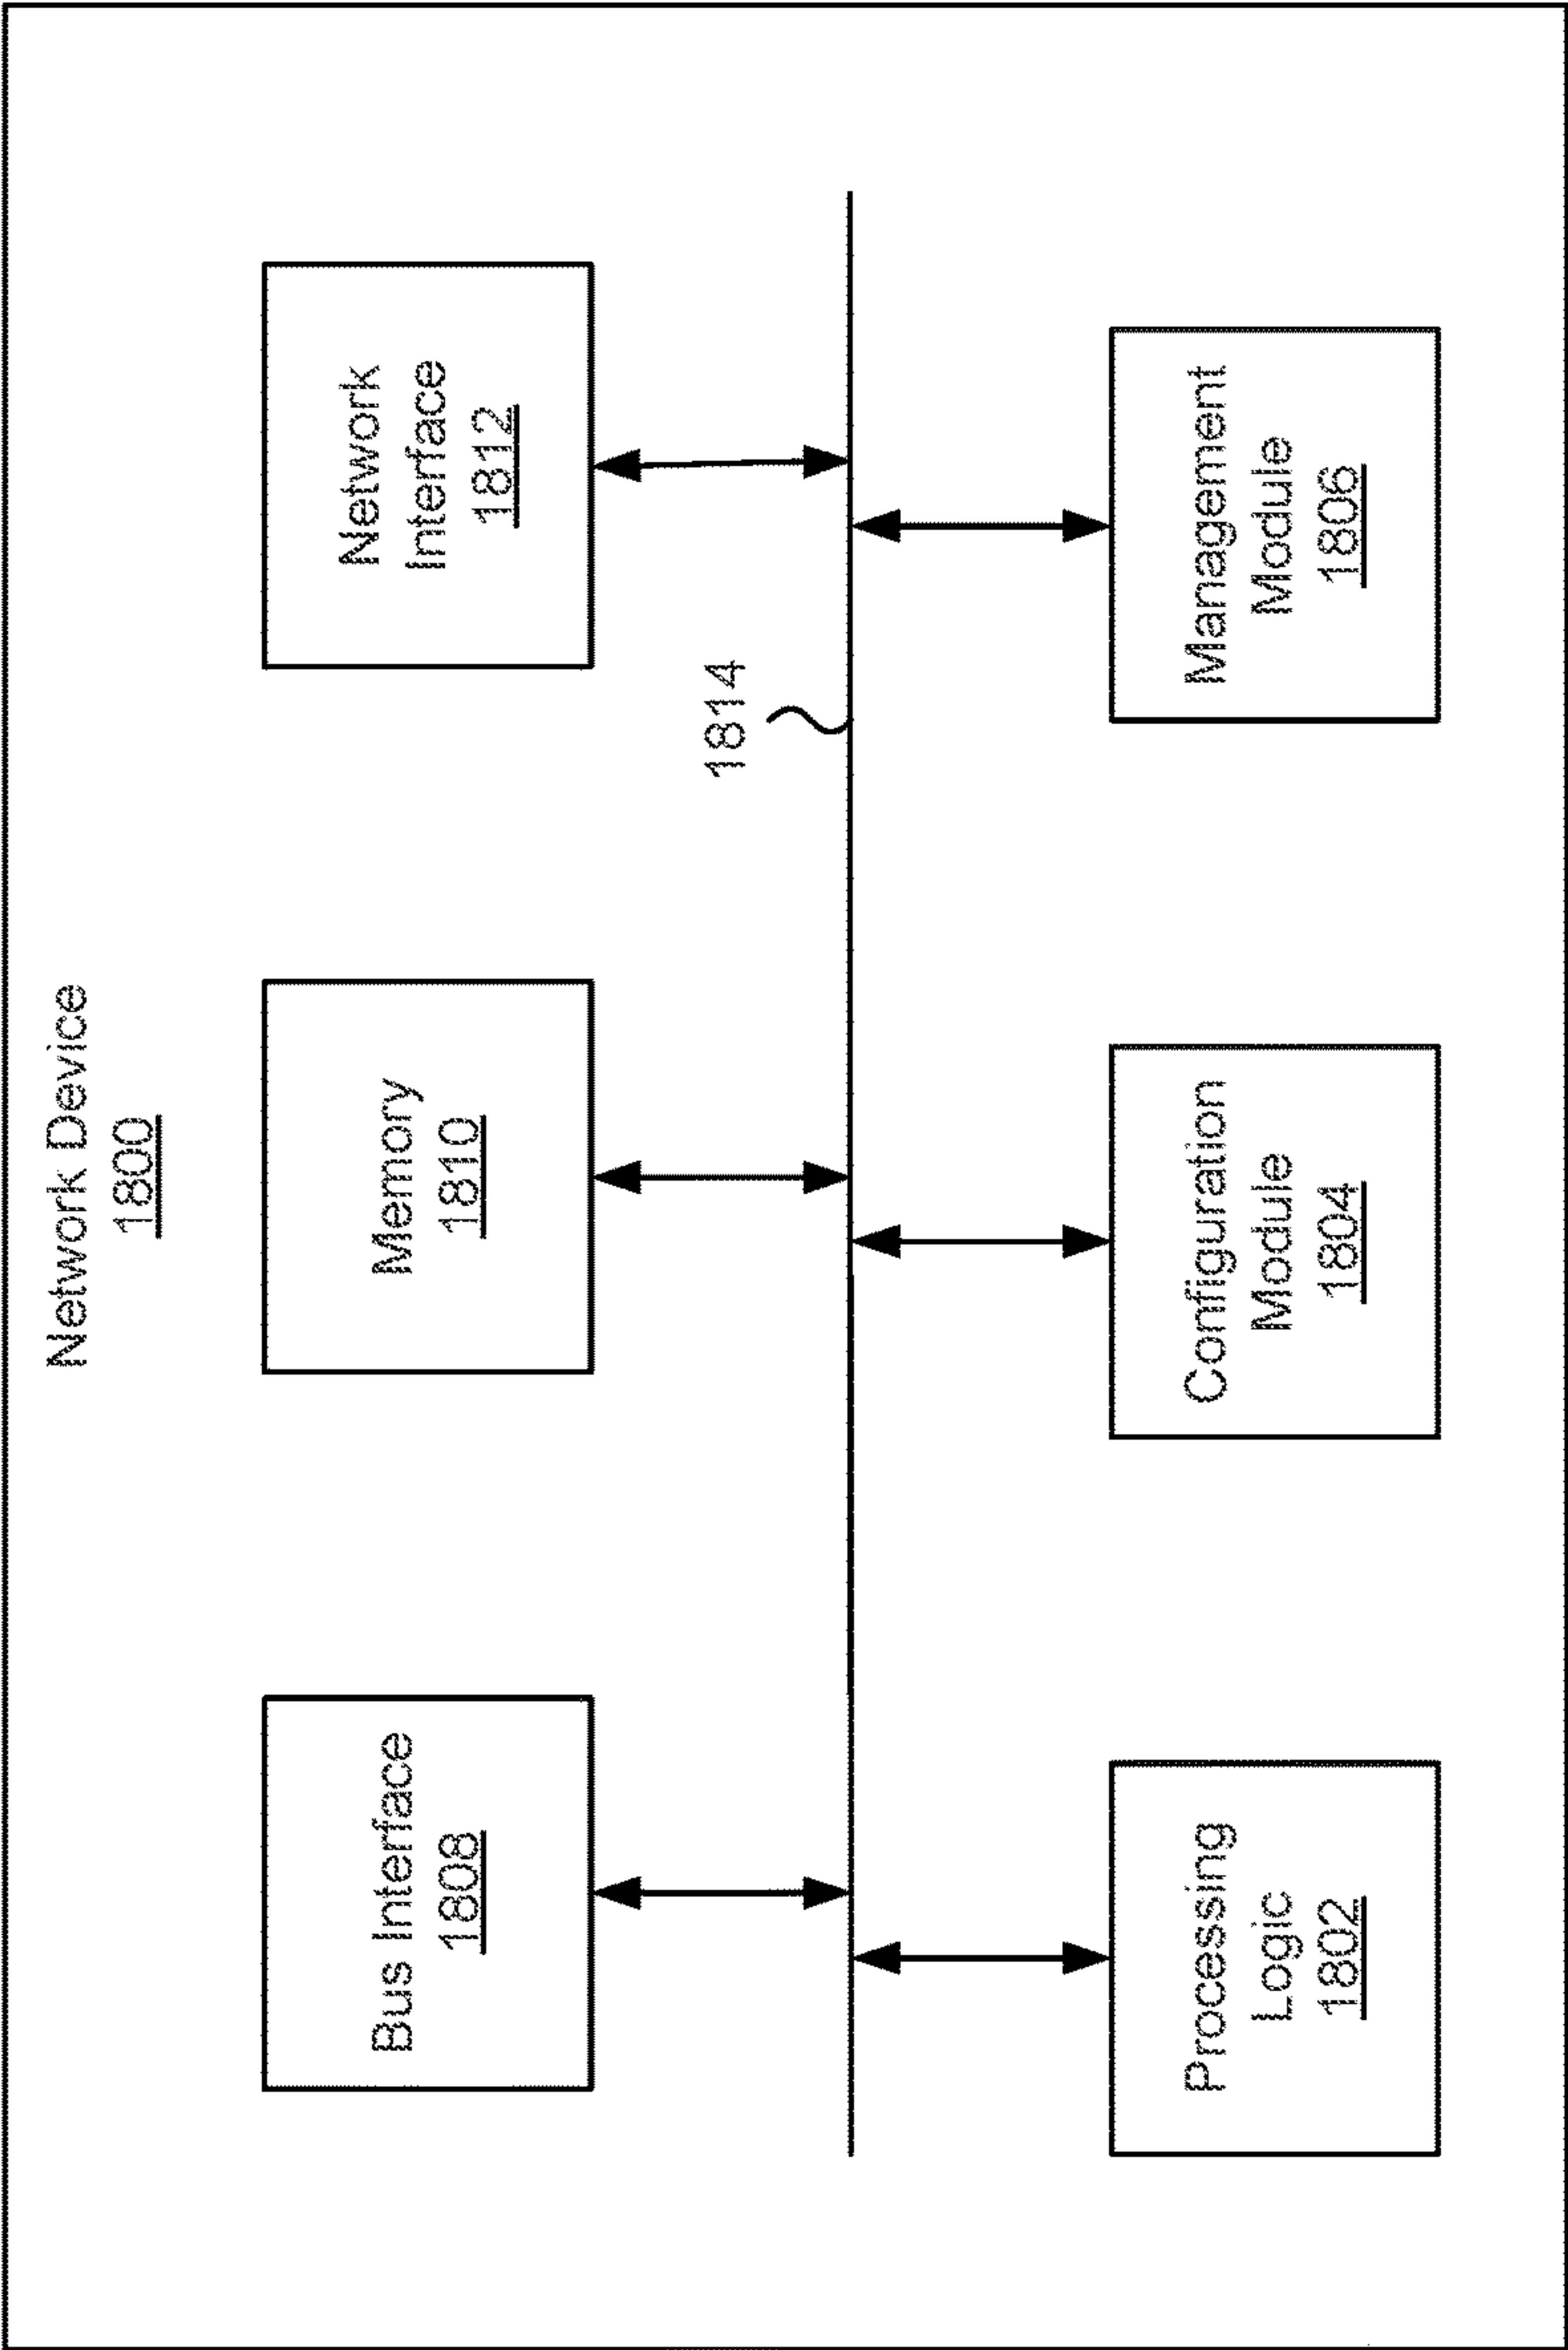 Network Device
1800
Bus Interface
1808
Memory
1810
Network
Interface
1812
1814
Processing
Logic
1802
Configuration
Module
1804
Management
Module
1806